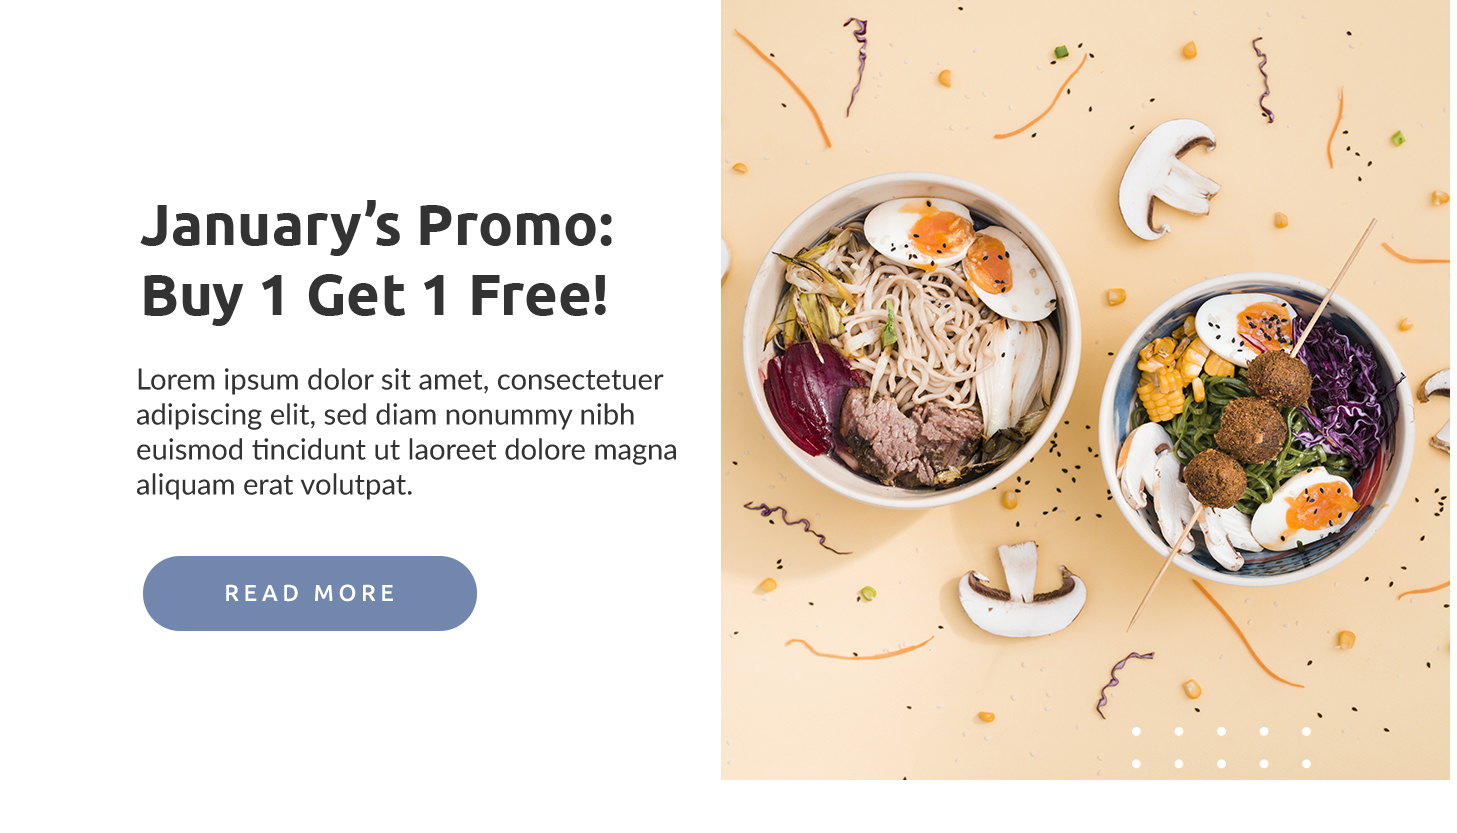 January’s Promo:
Buy 1 Get 1 Free!
Lorem ipsum dolor sit amet, consectetuer
adipiscing elit, sed diam nonummy nibh
euismod tincidunt ut laoreet dolore magna
aliquam erat volutpat.
READ MORE